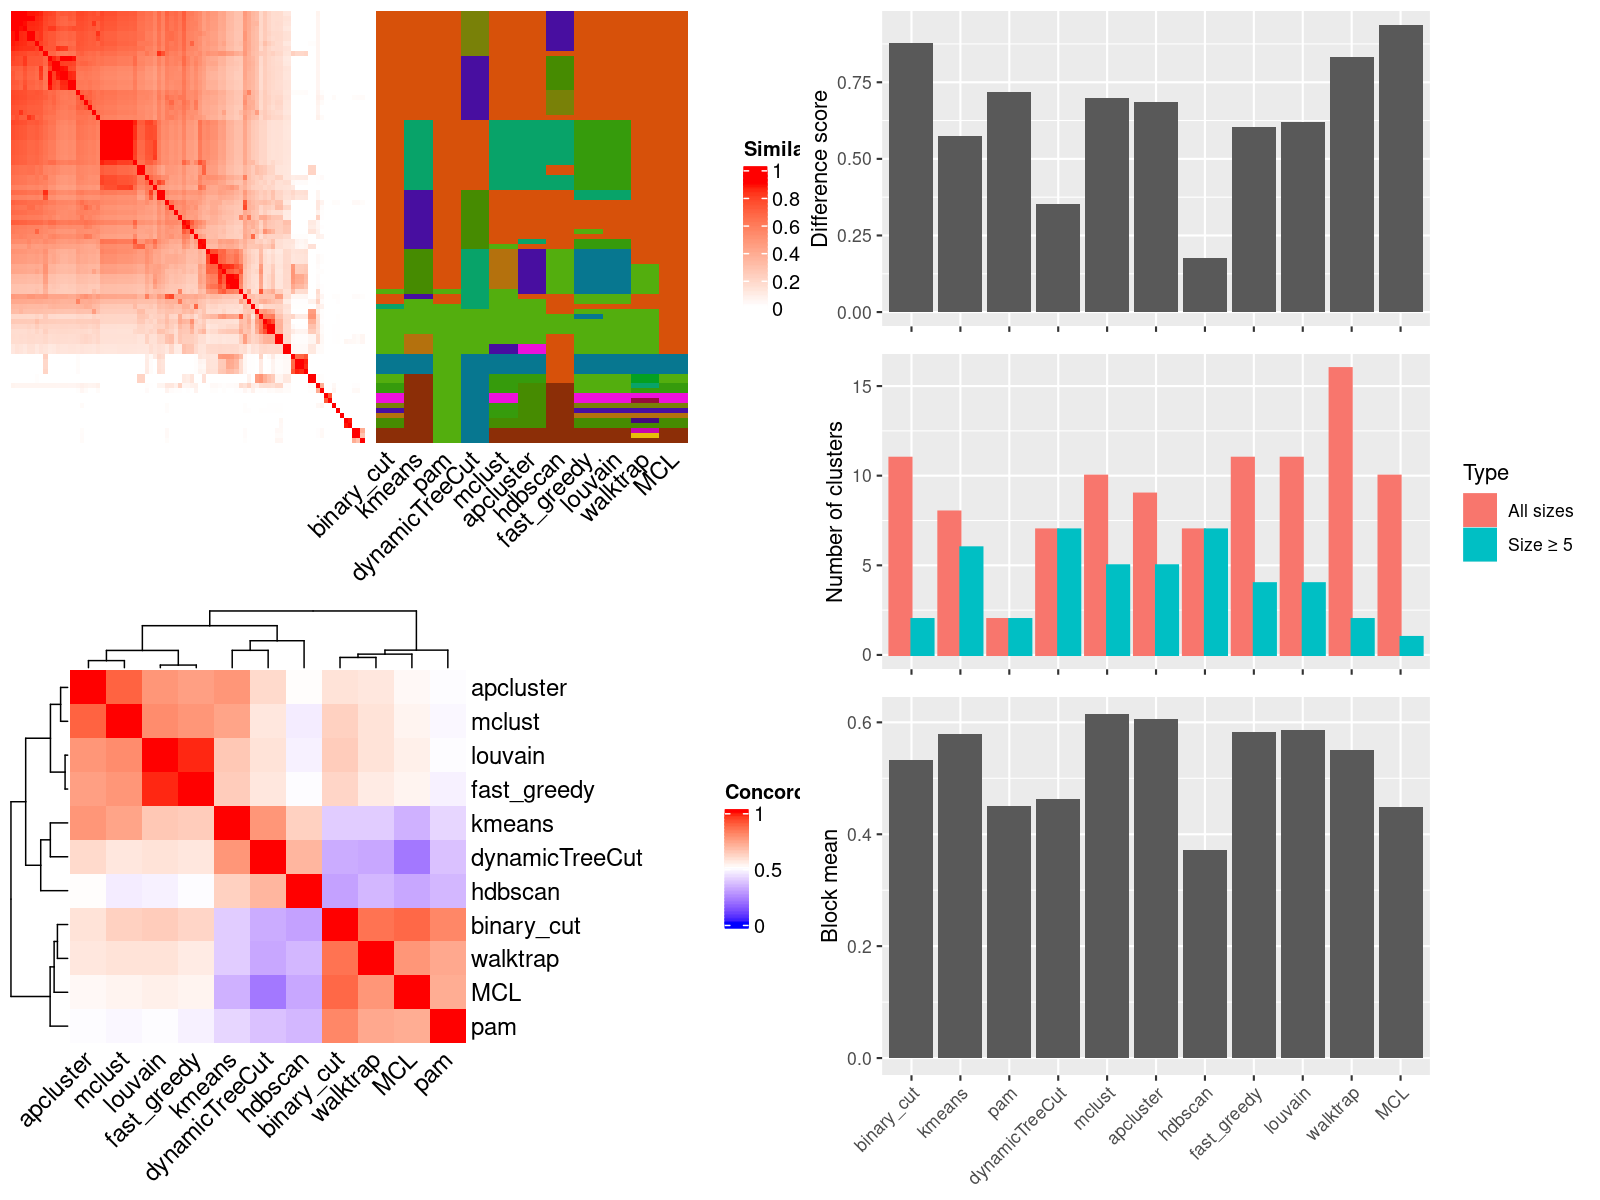 Simila
1
0.8
0.6
0.4
0.2
0
binary_cut
kmeans
pam
dynamicTreeCut
mclust
apcluster
hdbscan
fast_greedy
louvain
walktrap
MCL
Difference score
0.75
0.50
0.25
0.00
Number of clusters
15
10
5
0
Type
All sizes
Size ≥ 5
apcluster
mclust
louvain
fast_greedy
kmeans
dynamicTreeCut
hdbscan
binary_cut
walktrap
MCL
pam
apcluster
mclust
louvain
fast_greedy
kmeans
dynamicTreeCut
hdbscan
binary_cut
walktrap
MCL
pam
Concord
1
0.5
0
Block mean
0.6
0.4
0.2
0.0
binary_cut
kmeans
pam
dynamicTreeCut
mclust
apcluster
hdbscan
fast_greedy
louvain
walktrap
MCL